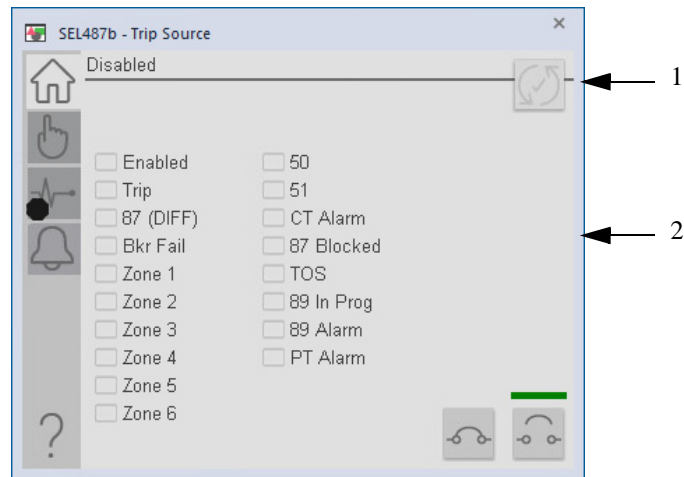 SEL487b - Trip Source
Disabled
1
Enabled
Trip
87 (DIFF)
Bkr Fail
Zone 1
Zone 2
Zone 3
Zone 4
Zone 5
Zone 6
50
51
CT Alarm
87 Blocked
TOS
89 In Prog
89 Alarm
PT Alarm
2
?